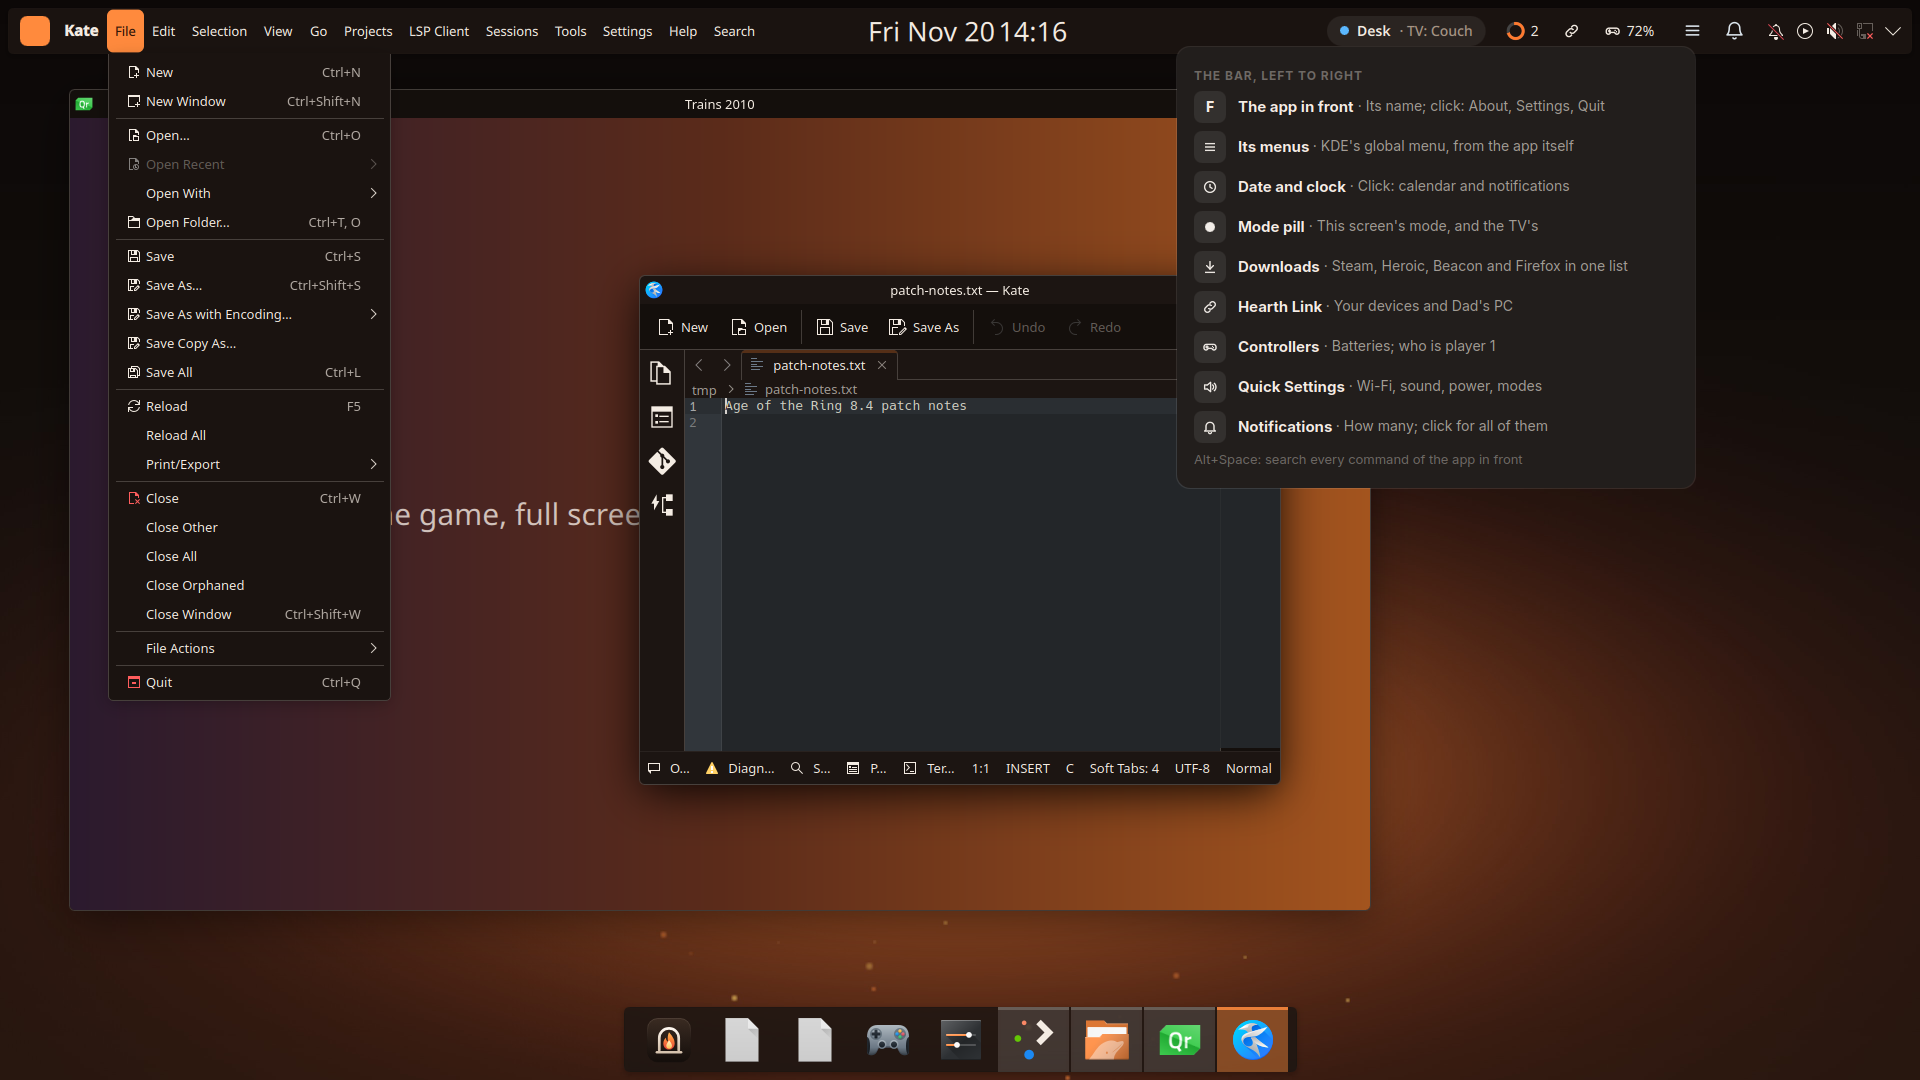 Kate File Edit Selection View Go Projects LSP Client Sessions Tools Settings Help Search
Fri Nov 20 14:16
Desk · TV: Couch
2
72%
New Ctrl+N
New Window Ctrl+Shift+N
Open... Ctrl+O
Open Recent
Open With
Open Folder... Ctrl+T, O
Save Ctrl+S
Save As... Ctrl+Shift+S
Save As with Encoding...
Save Copy As...
Save All Ctrl+L
Reload F5
Reload All
Print/Export
Close Ctrl+W
Close Other
Close All
Close Orphaned
Close Window Ctrl+Shift+W
File Actions
Quit Ctrl+Q
Qr
Trains 2010
game, full
patch-notes.txt — Kate
New Open Save Save As Undo Redo
patch-notes.txt
tmp patch-notes.txt
1 Age of the Ring 8.4 patch notes
2
O... Diagn... S... P... Ter... 1:1 INSERT C Soft Tabs: 4 UTF-8 Normal
THE BAR, LEFT TO RIGHT
F The app in front · Its name; click: About, Settings, Quit
Its menus · KDE's global menu, from the app itself
Date and clock · Click: calendar and notifications
Mode pill · This screen's mode, and the TV's
Downloads · Steam, Heroic, Beacon and Firefox in one list
Hearth Link · Your devices and Dad's PC
Controllers · Batteries; who is player 1
Quick Settings · Wi-Fi, sound, power, modes
Notifications · How many; click for all of them
Alt+Space: search every command of the app in front
Qr